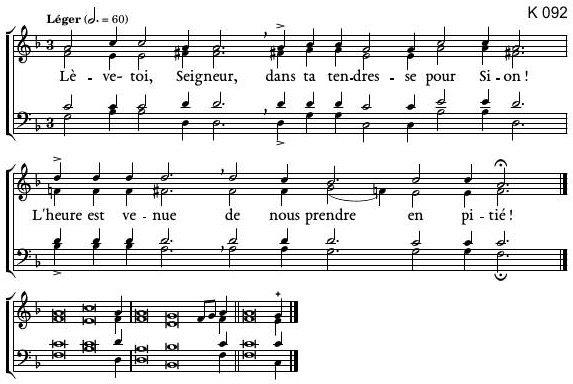 K 092
Léger (𝅗𝅥. = 60)
Lè - ve- toi, Seigneur, dans ta ten-dres- se pour Si - on !
L'heure est ve - nue de nous prendre en pi - tié !